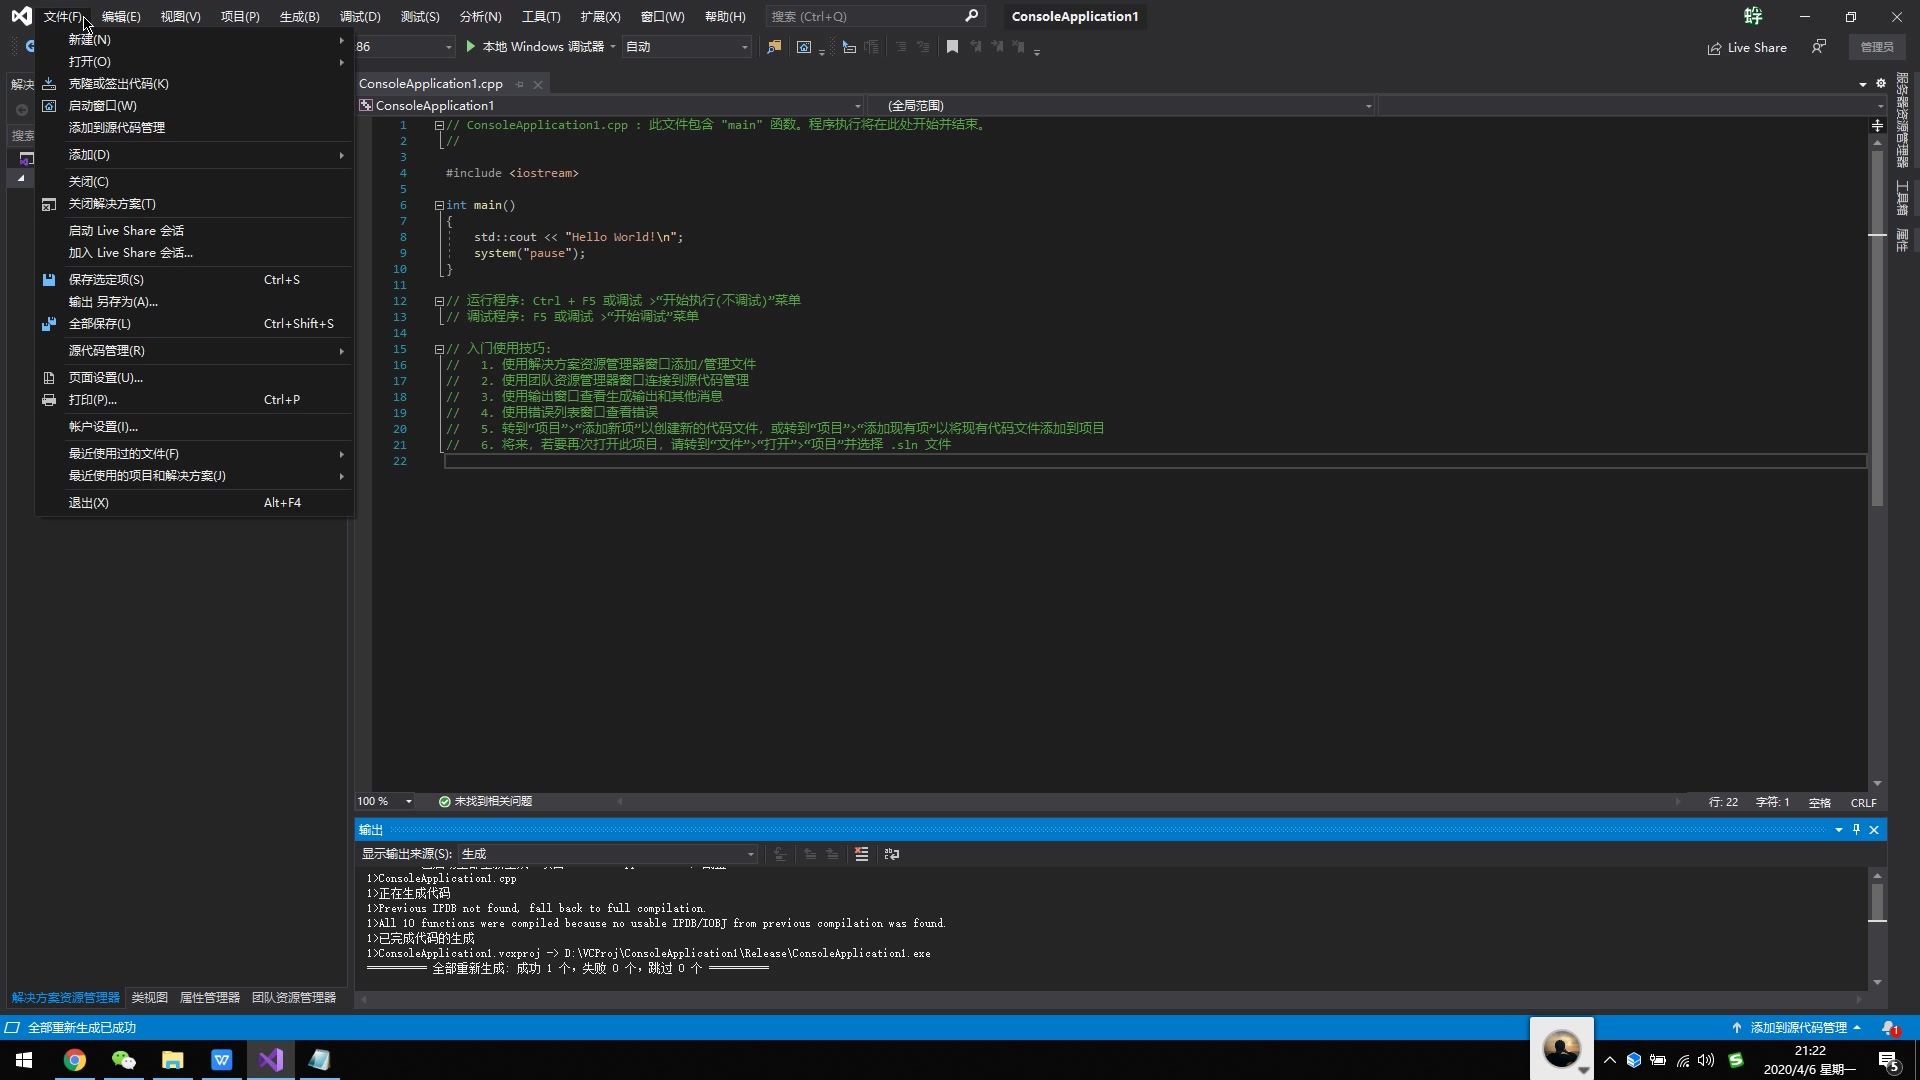 文件(F) 编辑(E) 视图(V) 项目(P) 生成(B) 调试(D) 测试(S) 分析(N) 工具(T) 扩展(X) 窗口(W) 帮助(H) 搜索 (Ctrl+Q) ConsoleApplication1
86 本地 Windows 调试器 自动 Live Share 管理员
新建(N)
打开(O)
克隆或签出代码(K)
启动窗口(W)
添加到源代码管理
添加(D)
关闭(C)
关闭解决方案(T)
启动 Live Share 会话
加入 Live Share 会话...
保存选定项(S) Ctrl+S
输出 另存为(A)...
全部保存(L) Ctrl+Shift+S
源代码管理(R)
页面设置(U)...
打印(P)... Ctrl+P
帐户设置(I)...
最近使用过的文件(F)
最近使用的项目和解决方案(J)
退出(X) Alt+F4
解决
搜索
解决方案资源管理器 类视图 属性管理器 团队资源管理器
ConsoleApplication1.cpp
ConsoleApplication1 (全局范围)
1 // ConsoleApplication1.cpp : 此文件包含 "main" 函数。程序执行将在此处开始并结束。
2 //
3
4 #include <iostream>
5
6 int main()
7 {
8 std::cout << "Hello World!\n";
9 system("pause");
10 }
11
12 // 运行程序: Ctrl + F5 或调试 >“开始执行(不调试)”菜单
13 // 调试程序: F5 或调试 >“开始调试”菜单
14
15 // 入门使用技巧:
16 // 1. 使用解决方案资源管理器窗口添加/管理文件
17 // 2. 使用团队资源管理器窗口连接到源代码管理
18 // 3. 使用输出窗口查看生成输出和其他消息
19 // 4. 使用错误列表窗口查看错误
20 // 5. 转到“项目”>“添加新项”以创建新的代码文件，或转到“项目”>“添加现有项”以将现有代码文件添加到项目
21 // 6. 将来，若要再次打开此项目，请转到“文件”>“打开”>“项目”并选择 .sln 文件
22
100 % 未找到相关问题 行: 22 字符: 1 空格 CRLF
输出
显示输出来源(S): 生成
1>ConsoleApplication1.cpp
1>正在生成代码
1>Previous IPDB not found, fall back to full compilation.
1>All 10 functions were compiled because no usable IPDB/IOBJ from previous compilation was found.
1>已完成代码的生成
1>ConsoleApplication1.vcxproj -> D:\VCProj\ConsoleApplication1\Release\ConsoleApplication1.exe
========== 全部重新生成: 成功 1 个，失败 0 个，跳过 0 个 ==========
服务器资源管理器
工具箱
属性
全部重新生成已成功 添加到源代码管理 1
21:22
2020/4/6 星期一
5